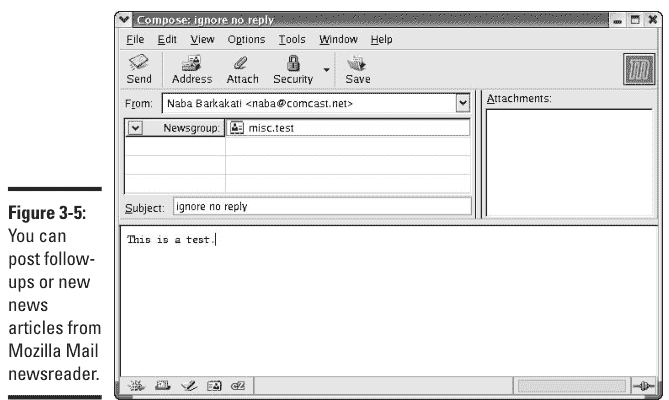 Compose: ignore no reply
File Edit View Options Tools Window Help
Send Address Attach Security Save
From: Naba Barkakati <naba@comcast.net>
Attachments:
Newsgroup: misc.test
Subject: ignore no reply
This is a test.
Figure 3-5:
You can
post follow-
ups or new
news
articles from
Mozilla Mail
newsreader.